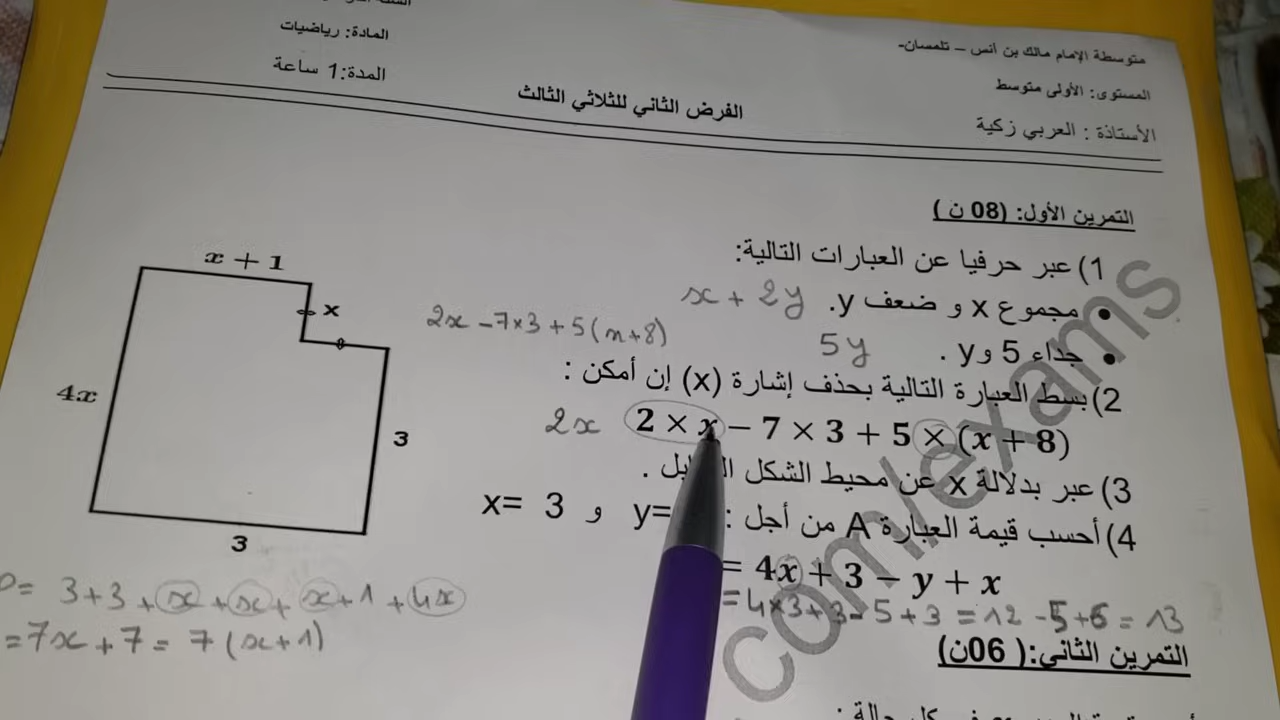 متوسطة الإمام مالك بن أنس – تلمسان-
المادة: رياضيات
المستوى: الأولى متوسط
المدة:1 ساعة
الأستاذة : العربي زكية
الفرض الثاني للثلاثي الثالث
التمرين الأول: (08 ن )
1) عبر حرفيا عن العبارات التالية:
• مجموع x و ضعف y. x + 2y
• جداء 5 وy . 5y
2x - 7×3 + 5(x+8)
2)بسط العبارة التالية بحذف إشارة (x) إن أمكن :
2 × x − 7 × 3 + 5 × (x + 8)
2x
3) عبر بدلالة x عن محيط الشكل
4) أحسب قيمة العبارة A من أجل :
y= و x= 3
= 4x + 3 − y + x
= 4×3+3-5+3 = 12 -5+6 = 13
التمرين الثاني:( 06ن)
في كل حالة :
x + 1
x
4x
3
3
P= 3+3+x+x+x+1+4x
=7x+7= 7(x+1)
com/exams